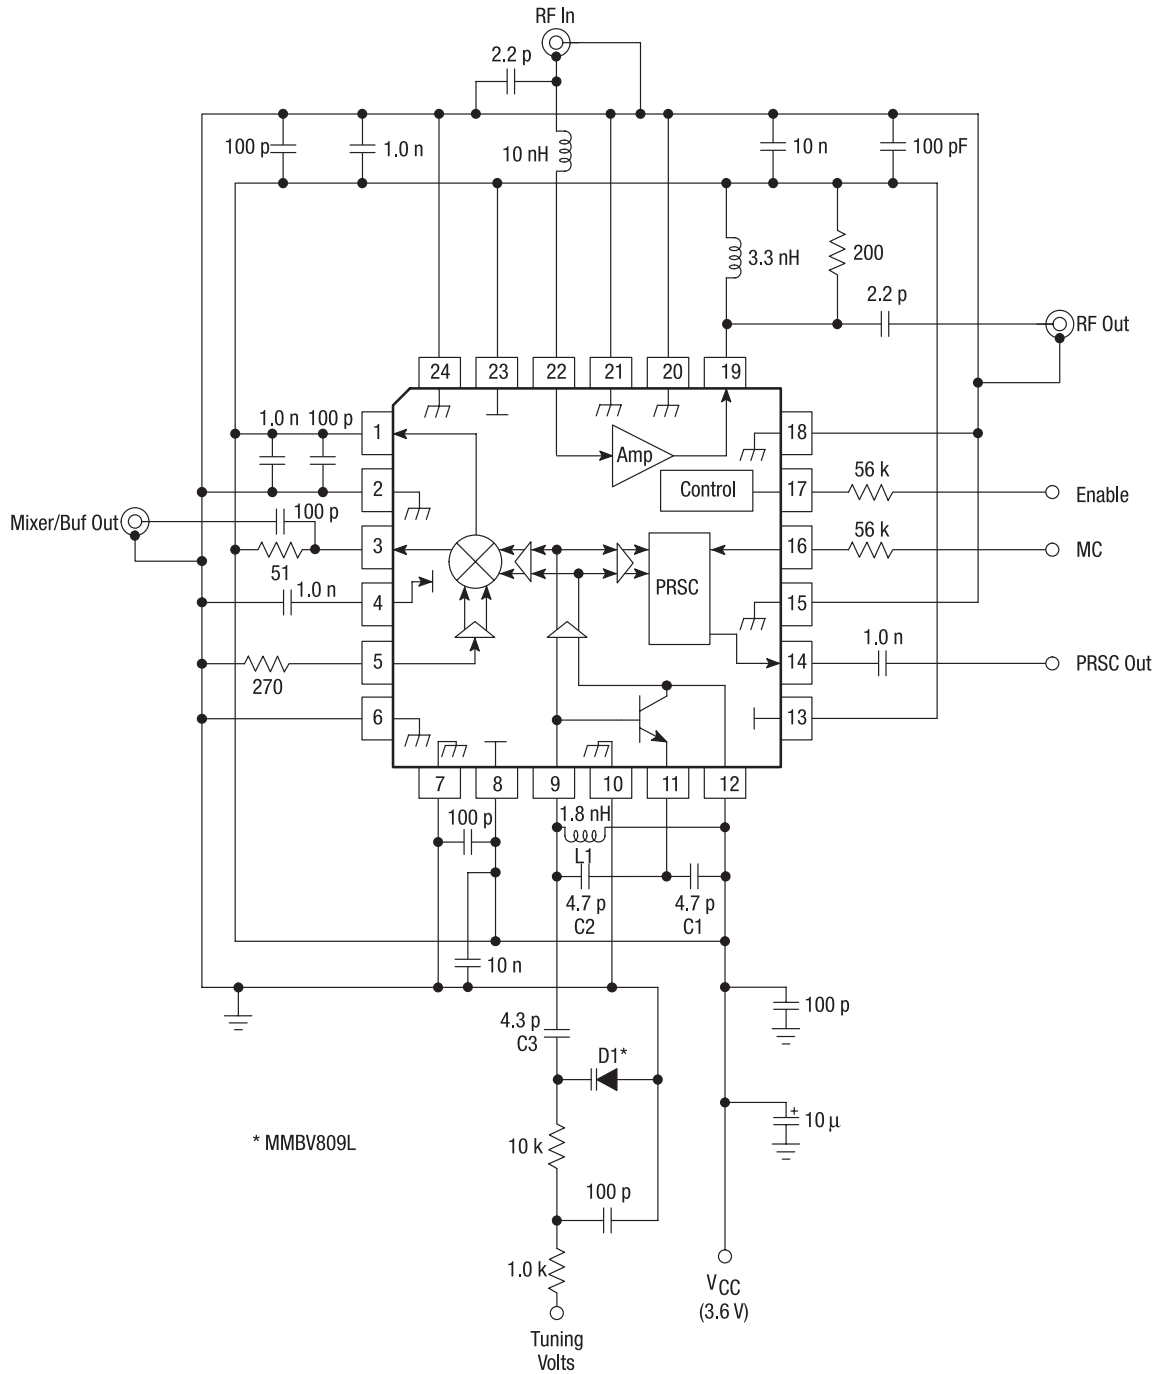 RF In
2.2 p
100 p
1.0 n
10 nH
10 n
100 pF
3.3 nH
200
2.2 p
RF Out
24
23
22
21
20
19
1.0 n 100 p
1
18
Amp
56 k
2
Control
17
Enable
Mixer/Buf Out
100 p
56 k
3
16
MC
51
1.0 n
PRSC
4
15
1.0 n
5
14
PRSC Out
270
6
13
7
8
9
10
11
12
100 p
1.8 nH
L1
4.7 p
C2
4.7 p
C1
10 n
100 p
4.3 p
C3
D1*
+
10 μ
* MMBV809L
10 k
100 p
1.0 k
VCC
(3.6 V)
Tuning
Volts